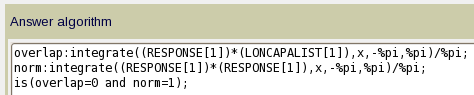 Answer algorithm
overlap:integrate((RESPONSE[1])*(LONCAPALIST[1]),x,-%pi,%pi)/%pi;
norm:integrate((RESPONSE[1])*(RESPONSE[1]),x,-%pi,%pi)/%pi;
is(overlap=0 and norm=1);